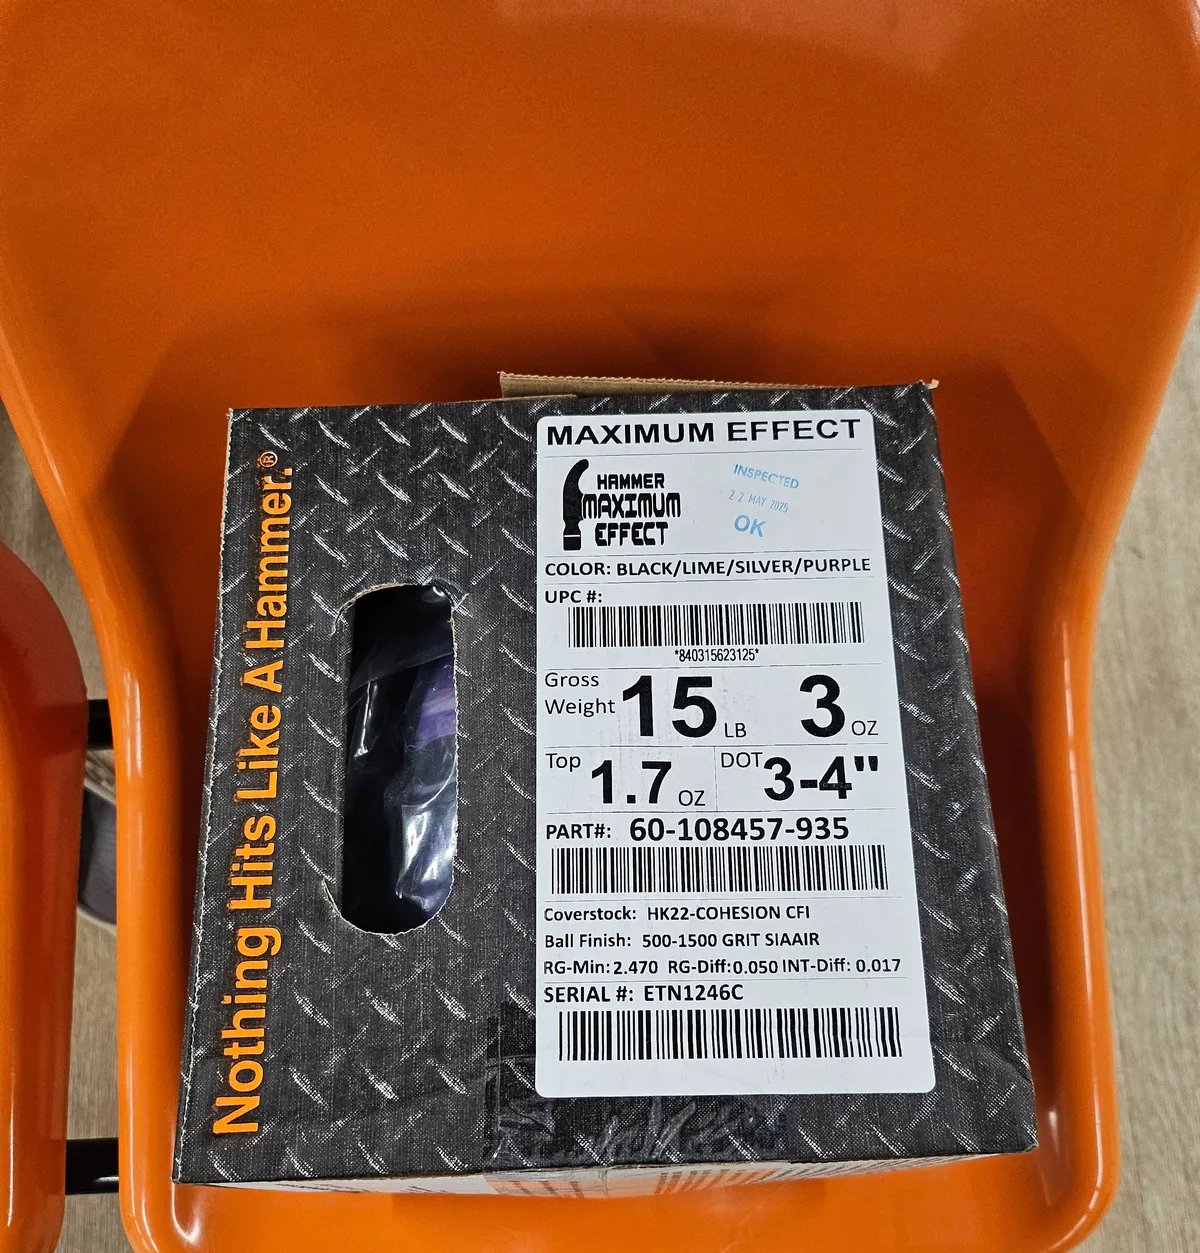 Nothing Hits Like A Hammer.®
MAXIMUM EFFECT
HAMMER
MAXIMUM
EFFECT
INSPECTED
22 MAY 2025
OK
COLOR: BLACK/LIME/SILVER/PURPLE
UPC #:
*840315623125*
Gross
Weight 15 LB 3 OZ
Top 1.7 OZ DOT 3-4"
PART#: 60-108457-935
Coverstock: HK22-COHESION CFI
Ball Finish: 500-1500 GRIT SIAAIR
RG-Min: 2.470 RG-Diff: 0.050 INT-Diff: 0.017
SERIAL #: ETN1246C